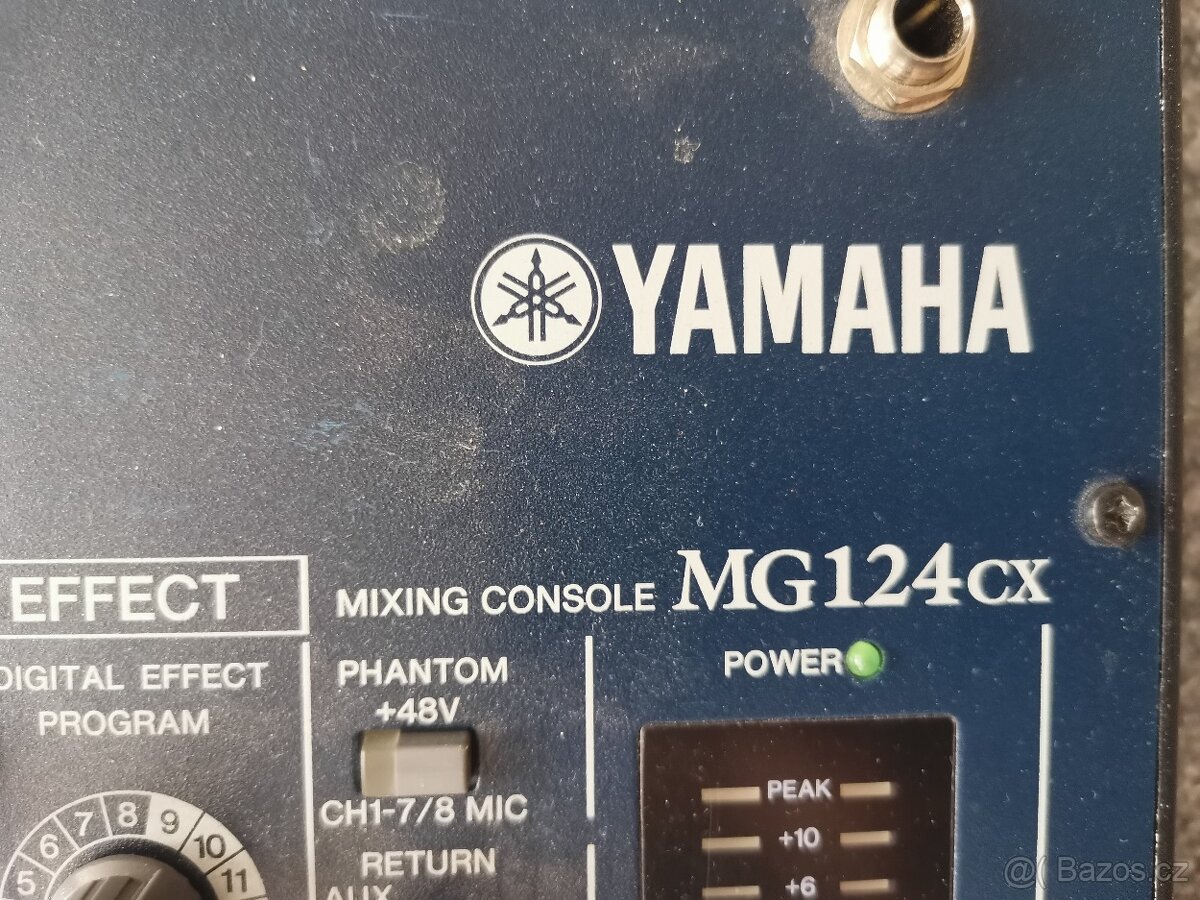 YAMAHA
MIXING CONSOLE MG124CX
EFFECT
DIGITAL EFFECT
PROGRAM
5 6 7 8 9 10 11
PHANTOM
+48V
CH1-7/8 MIC
RETURN
AUX
POWER
PEAK
+10
+6
@( Bazos.cz